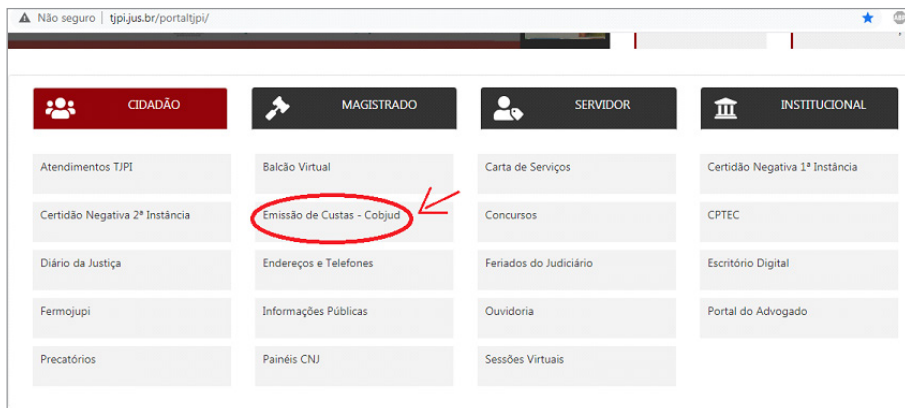 Não seguro | tjpi.jus.br/portaltjpi/
ABP
CIDADÃO MAGISTRADO SERVIDOR INSTITUCIONAL
Atendimentos TJPI Balcão Virtual Carta de Serviços Certidão Negativa 1ª Instância
Certidão Negativa 2ª Instância Emissão de Custas - Cobjud Concursos CPTEC
Diário da Justiça Endereços e Telefones Feriados do Judiciário Escritório Digital
Fermojupi Informações Públicas Ouvidoria Portal do Advogado
Precatórios Painéis CNJ Sessões Virtuais